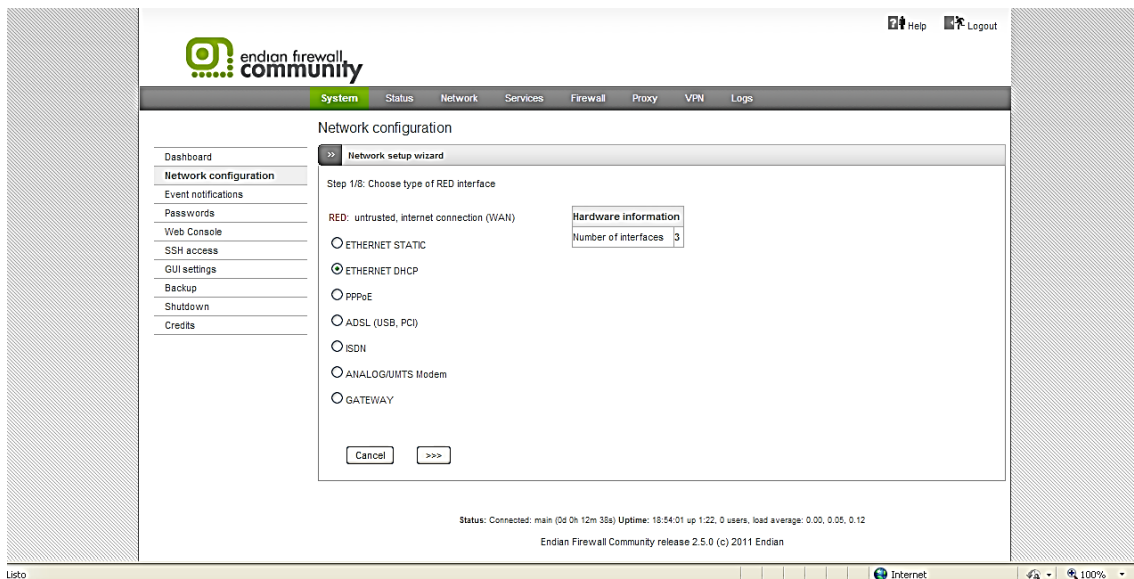 Help Logout
endian firewall
community
System Status Network Services Firewall Proxy VPN Logs
Network configuration
Dashboard
Network configuration
Event notifications
Passwords
Web Console
SSH access
GUI settings
Backup
Shutdown
Credits
>> Network setup wizard
Step 1/8: Choose type of RED interface
RED: untrusted, internet connection (WAN)
Hardware information
Number of interfaces 3
ETHERNET STATIC
ETHERNET DHCP
PPPoE
ADSL (USB, PCI)
ISDN
ANALOG/UMTS Modem
GATEWAY
Cancel >>>
Status: Connected: main (0d 0h 12m 38s) Uptime: 18:54:01 up 1:22, 0 users, load average: 0.00, 0.05, 0.12
Endian Firewall Community release 2.5.0 (c) 2011 Endian
Listo Internet 100%